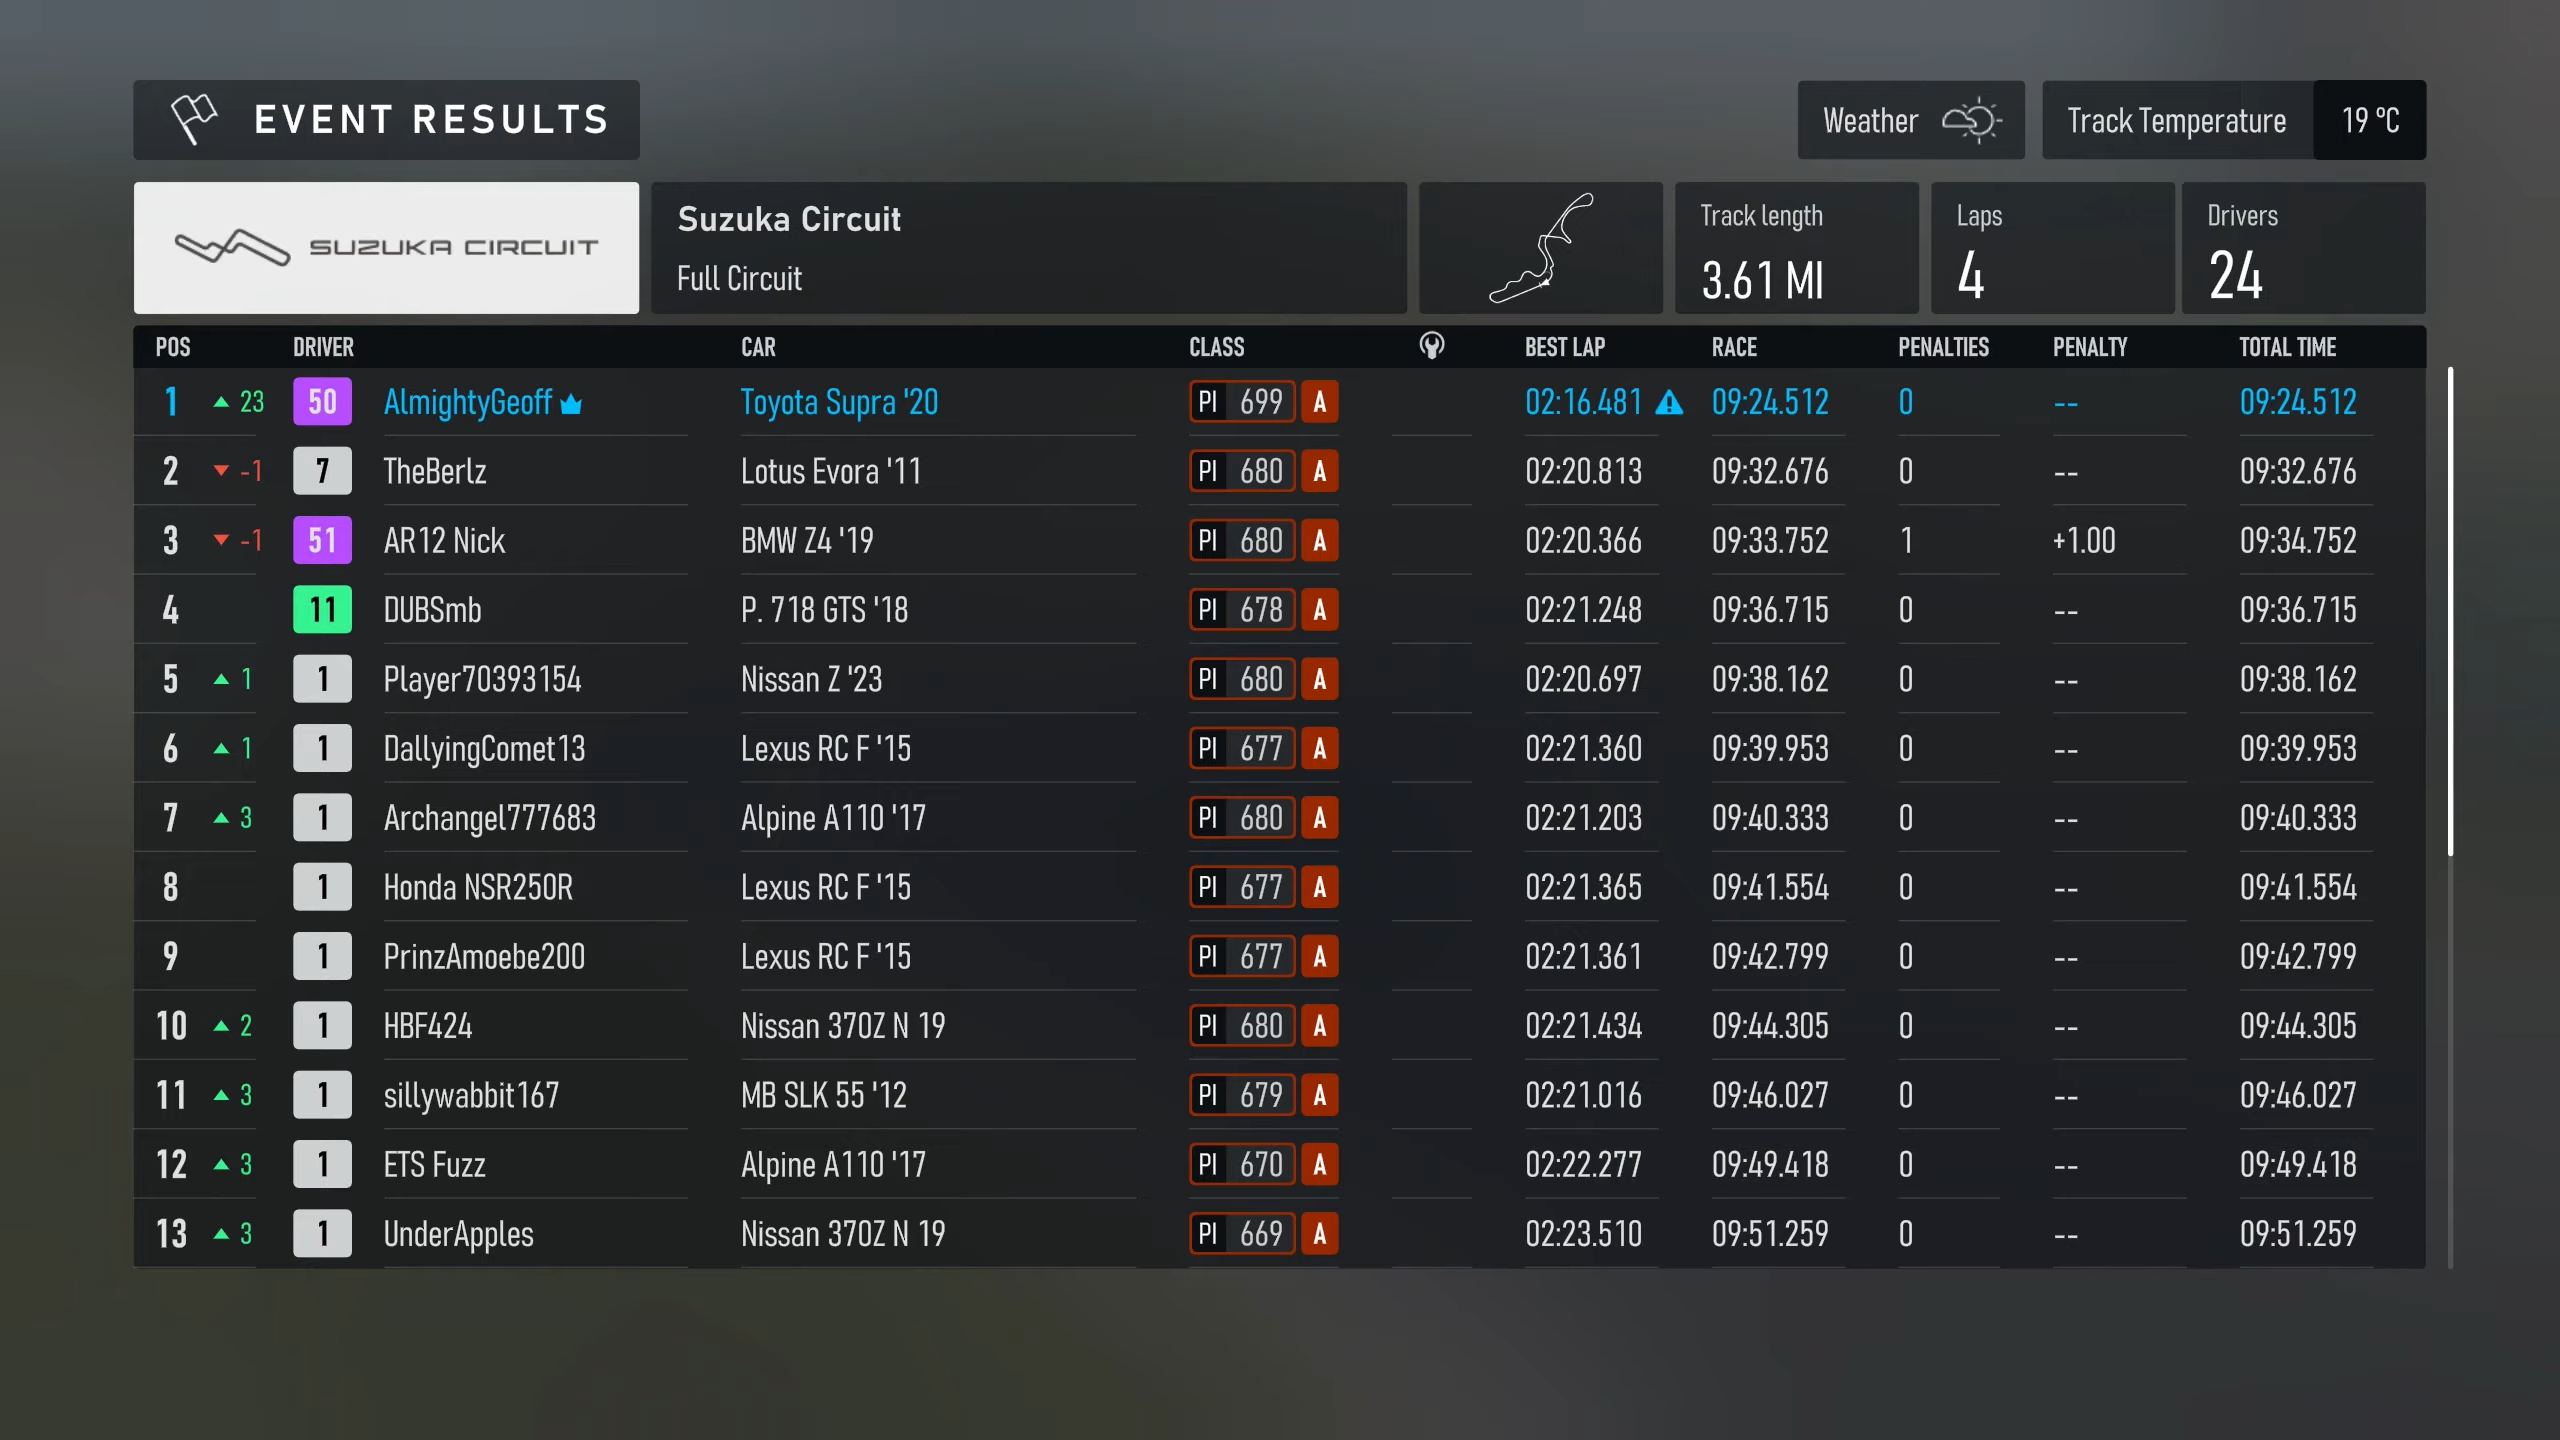 EVENT RESULTS
Weather
Track Temperature 19 °C
SUZUKA CIRCUIT
Suzuka Circuit
Full Circuit
Track length
3.61 MI
Laps
4
Drivers
24
POS DRIVER CAR CLASS BEST LAP RACE PENALTIES PENALTY TOTAL TIME
1 23 50 AlmightyGeoff Toyota Supra '20 PI 699 A 02:16.481 09:24.512 0 -- 09:24.512
2 -1 7 TheBerlz Lotus Evora '11 PI 680 A 02:20.813 09:32.676 0 -- 09:32.676
3 -1 51 AR12 Nick BMW Z4 '19 PI 680 A 02:20.366 09:33.752 1 +1.00 09:34.752
4 11 DUBSmb P. 718 GTS '18 PI 678 A 02:21.248 09:36.715 0 -- 09:36.715
5 1 1 Player70393154 Nissan Z '23 PI 680 A 02:20.697 09:38.162 0 -- 09:38.162
6 1 1 DallyingComet13 Lexus RC F '15 PI 677 A 02:21.360 09:39.953 0 -- 09:39.953
7 3 1 Archangel777683 Alpine A110 '17 PI 680 A 02:21.203 09:40.333 0 -- 09:40.333
8 1 Honda NSR250R Lexus RC F '15 PI 677 A 02:21.365 09:41.554 0 -- 09:41.554
9 1 PrinzAmoebe200 Lexus RC F '15 PI 677 A 02:21.361 09:42.799 0 -- 09:42.799
10 2 1 HBF424 Nissan 370Z N 19 PI 680 A 02:21.434 09:44.305 0 -- 09:44.305
11 3 1 sillywabbit167 MB SLK 55 '12 PI 679 A 02:21.016 09:46.027 0 -- 09:46.027
12 3 1 ETS Fuzz Alpine A110 '17 PI 670 A 02:22.277 09:49.418 0 -- 09:49.418
13 3 1 UnderApples Nissan 370Z N 19 PI 669 A 02:23.510 09:51.259 0 -- 09:51.259